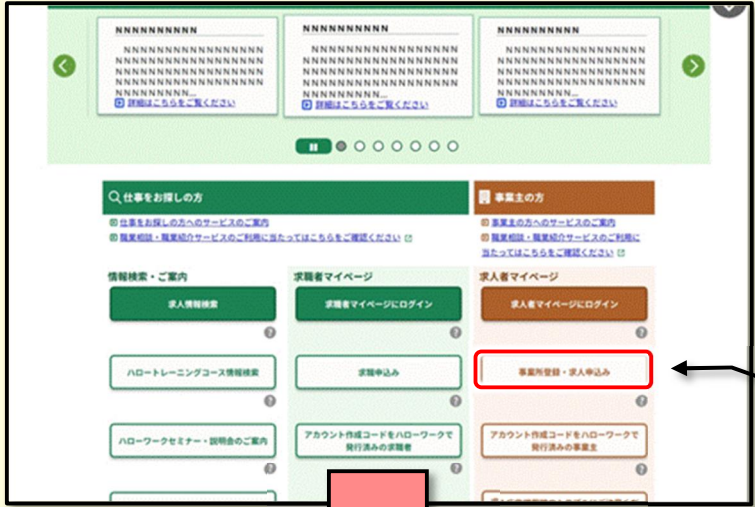 NNNNNNNNNN
NNNNNNNNNNNNNNNNN
NNNNNNNNNNNNNNNNNN
NNNNNNNNNNNNNNNNNN
NNNNNNNNNNNNNNNNNN
NNNNNNNNN...
詳細はこちらをご覧ください
NNNNNNNNNN
NNNNNNNNNNNNNNNNN
NNNNNNNNNNNNNNNNNN
NNNNNNNNNNNNNNNNNN
NNNNNNNNNNNNNNNNNN
NNNNNNNNN...
詳細はこちらをご覧ください
NNNNNNNNNN
NNNNNNNNNNNNNNNNN
NNNNNNNNNNNNNNNNNN
NNNNNNNNNNNNNNNNNN
NNNNNNNNNNNNNNNNNN
NNNNNNNNN...
詳細はこちらをご覧ください
仕事をお探しの方
仕事をお探しの方へのサービスのご案内
職業相談・職業紹介サービスのご利用に当たってはこちらをご確認ください
事業主の方
事業主の方へのサービスのご案内
職業相談・職業紹介サービスのご利用に
当たってはこちらをご確認ください
情報検索・ご案内
求人情報検索
ハロートレーニングコース情報検索
ハローワークセミナー・説明会のご案内
求職者マイページ
求職者マイページにログイン
求職申込み
アカウント作成コードをハローワークで
発行済みの求職者
求人者マイページ
求人者マイページにログイン
事業所登録・求人申込み
アカウント作成コードをハローワークで
発行済みの事業主